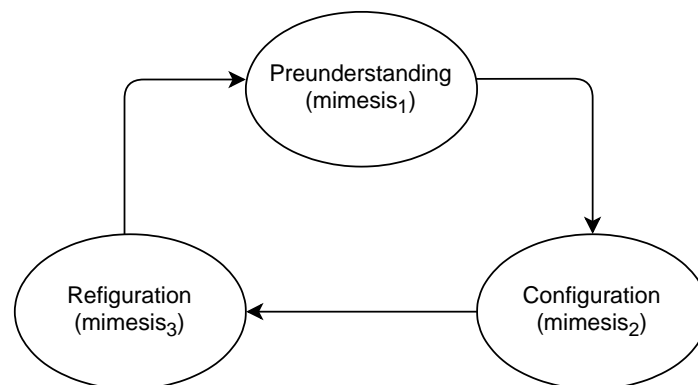 Preunderstanding
(mimesis₁)
Refiguration
(mimesis₃)
Configuration
(mimesis₂)